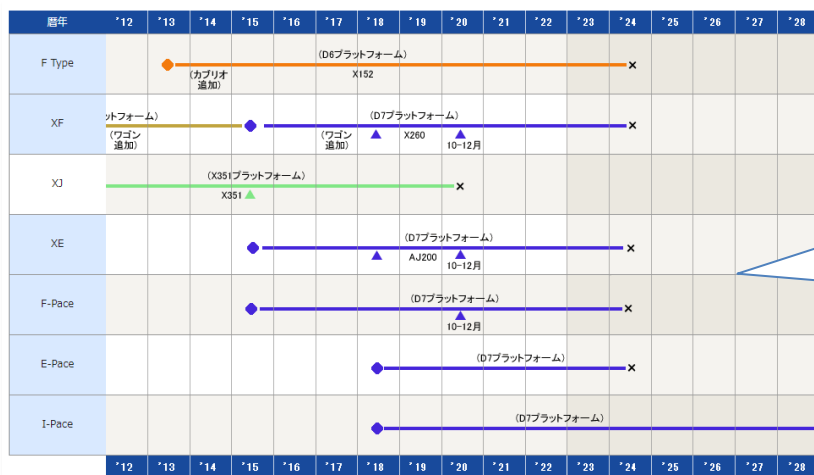 暦年 '12 '13 '14 '15 '16 '17 '18 '19 '20 '21 '22 '23 '24 '25 '26 '27 '28
F Type
(D6プラットフォーム)
(カブリオ
追加)
X152
×
XF
ットフォーム)
(ワゴン
追加)
(D7プラットフォーム)
(ワゴン
追加)
X260
10-12月
×
XJ
(X351プラットフォーム)
X351
×
XE
(D7プラットフォーム)
AJ200
10-12月
×
F-Pace
(D7プラットフォーム)
10-12月
×
E-Pace
(D7プラットフォーム)
×
I-Pace
(D7プラットフォーム)
'12 '13 '14 '15 '16 '17 '18 '19 '20 '21 '22 '23 '24 '25 '26 '27 '28